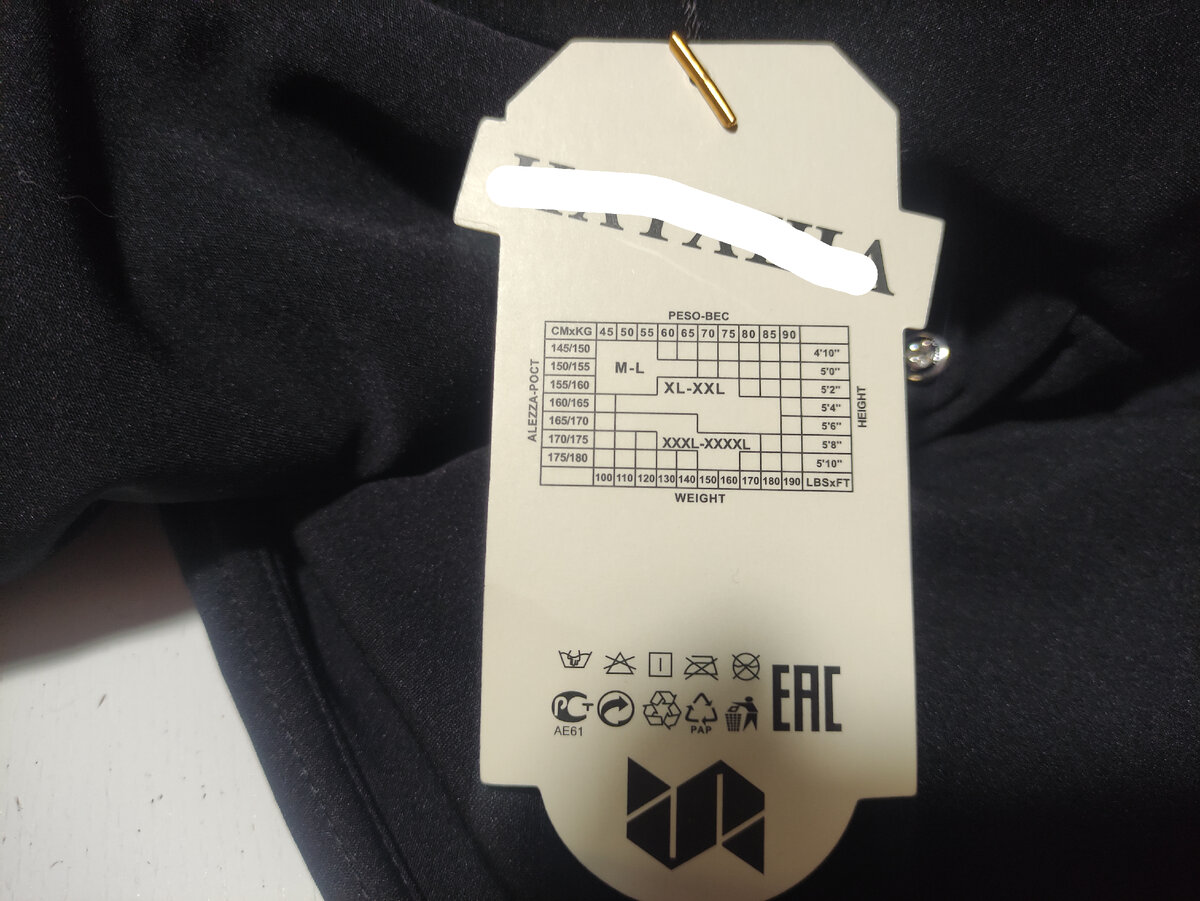 PESO-ВЕС
CMxKG 45 50 55 60 65 70 75 80 85 90
145/150 4'10"
150/155 M-L 5'0"
155/160 XL-XXL 5'2"
160/165 5'4"
165/170 5'6"
170/175 XXXL-XXXXL 5'8"
175/180 5'10"
100 110 120 130 140 150 160 170 180 190 LBSxFT
WEIGHT
ALEZZA-РОСТ
HEIGHT
EAC
АЕ61
PAP